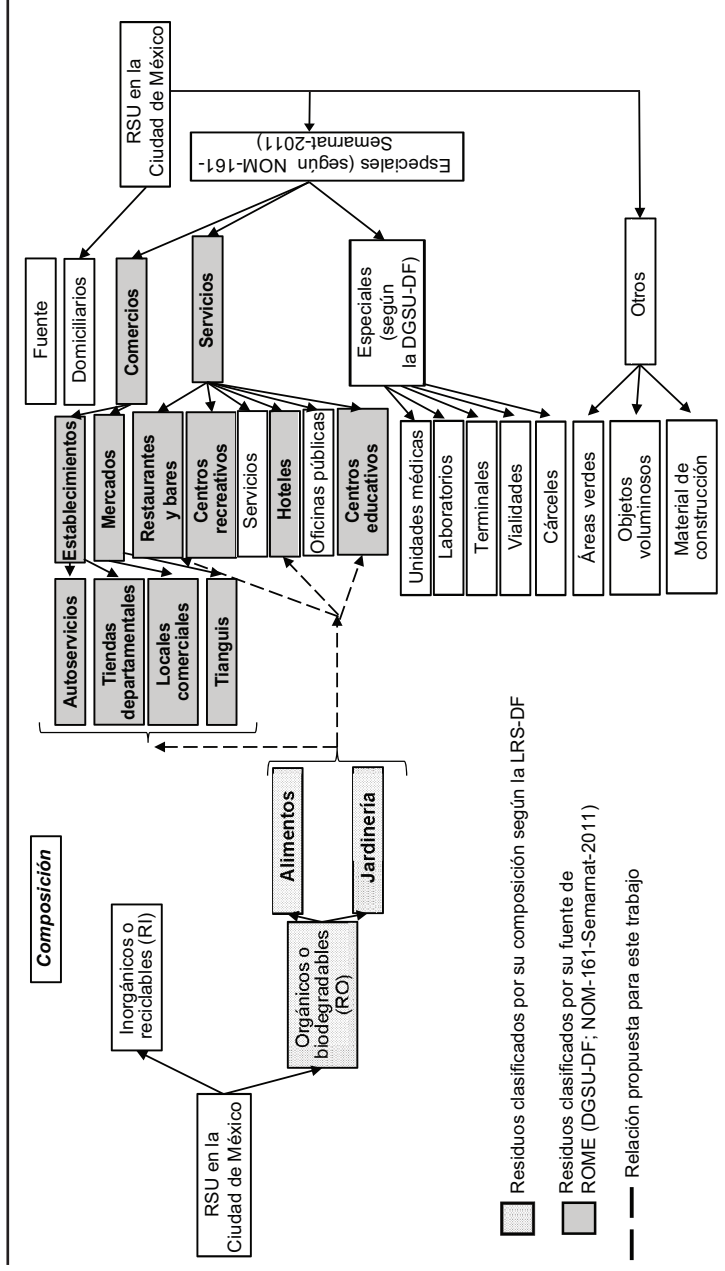 Composición
RSU en la
Ciudad de México
Inorgánicos o
reciclables (RI)
Orgánicos o
biodegradables
(RO)
Alimentos
Jardinería
Autoservicios
Tiendas
departamentales
Locales
comerciales
Tianguis
Establecimientos
Mercados
Restaurantes
y bares
Centros
recreativos
Servicios
Hoteles
Oficinas públicas
Centros
educativos
Unidades médicas
Laboratorios
Terminales
Vialidades
Cárceles
Áreas verdes
Objetos
voluminosos
Material de
construcción
Fuente
Domiciliarios
Comercios
Servicios
Especiales
(según
la DGSU-DF)
Otros
Especiales (según NOM-161-
Semarnat-2011)
RSU en la
Ciudad de México
Residuos clasificados por su composición según la LRS-DF
Residuos clasificados por su fuente de
ROME (DGSU-DF; NOM-161-Semarnat-2011)
Relación propuesta para este trabajo